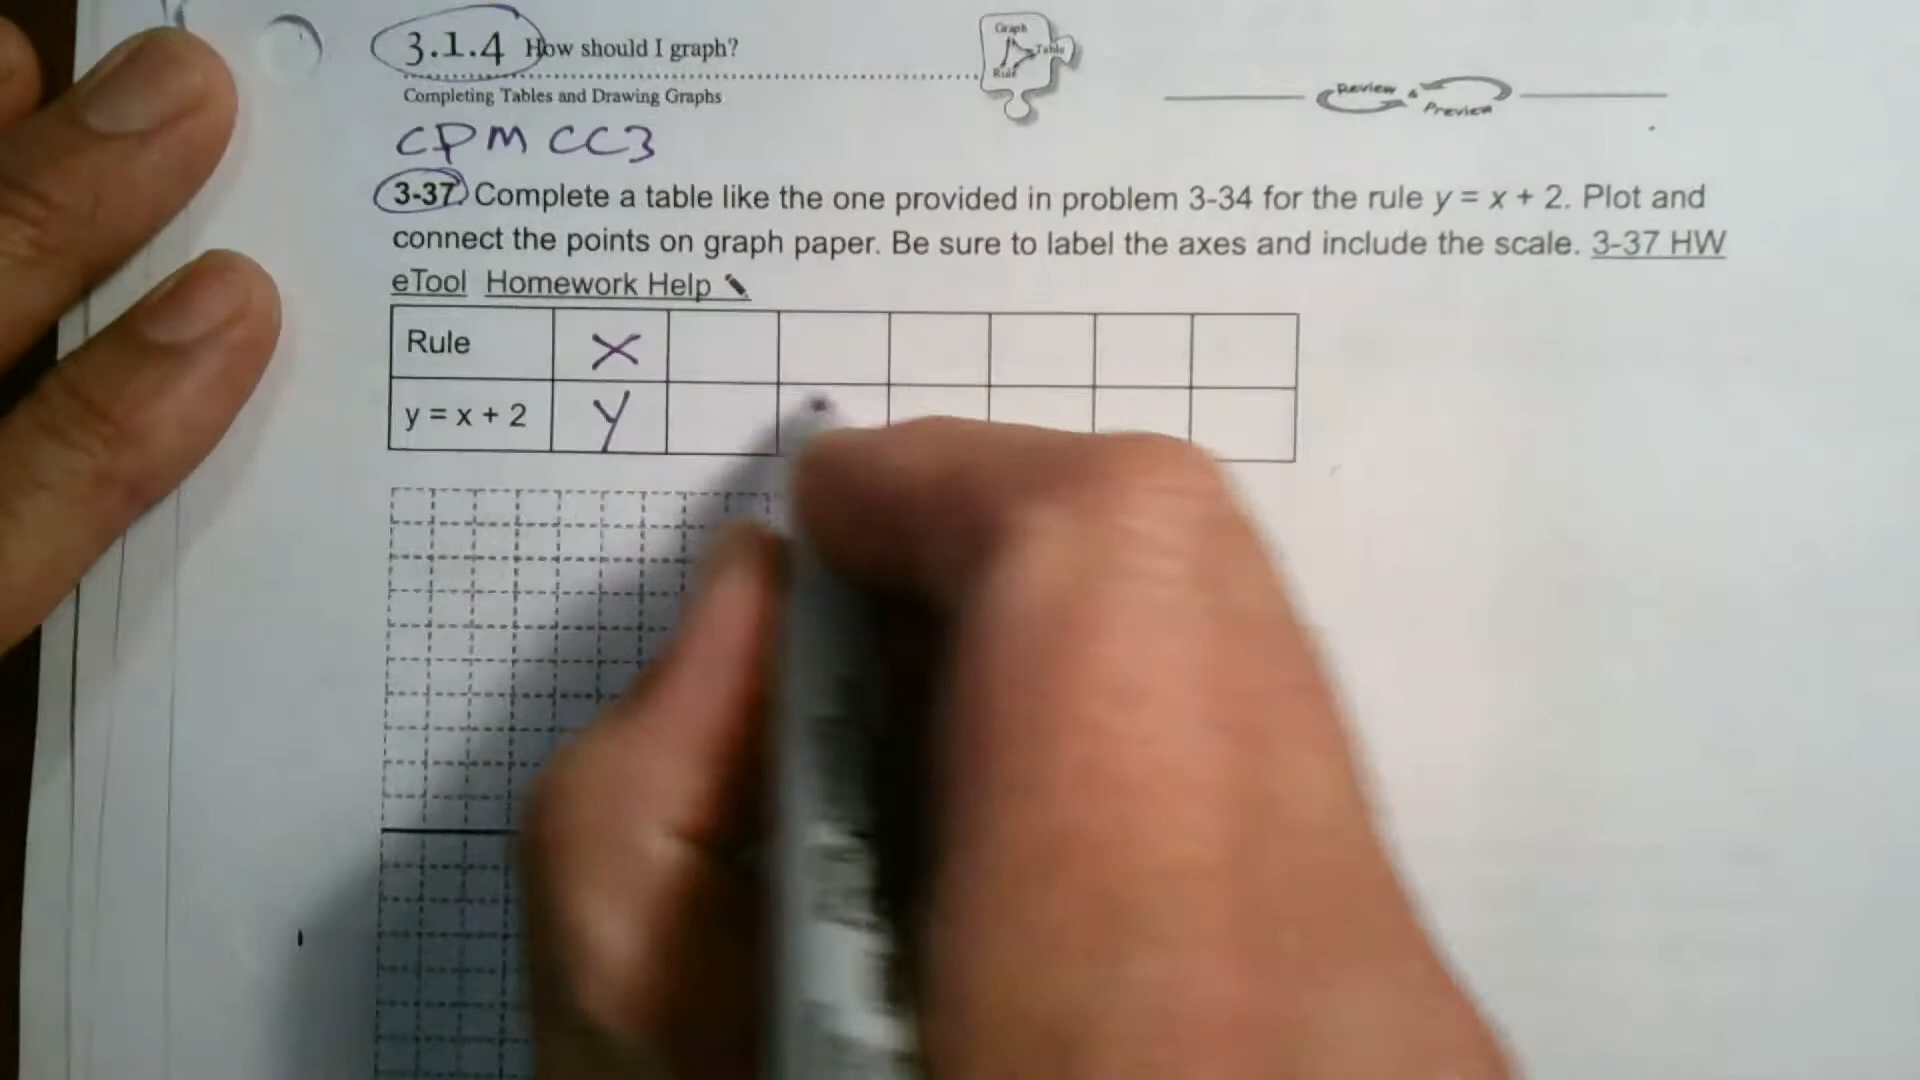 3.1.4 How should I graph?
Completing Tables and Drawing Graphs
Graph
Table
Rule
Review &
Preview
CPM CC3
3-37 Complete a table like the one provided in problem 3-34 for the rule y = x + 2. Plot and
connect the points on graph paper. Be sure to label the axes and include the scale. 3-37 HW
eTool Homework Help
Rule x
y = x + 2 y